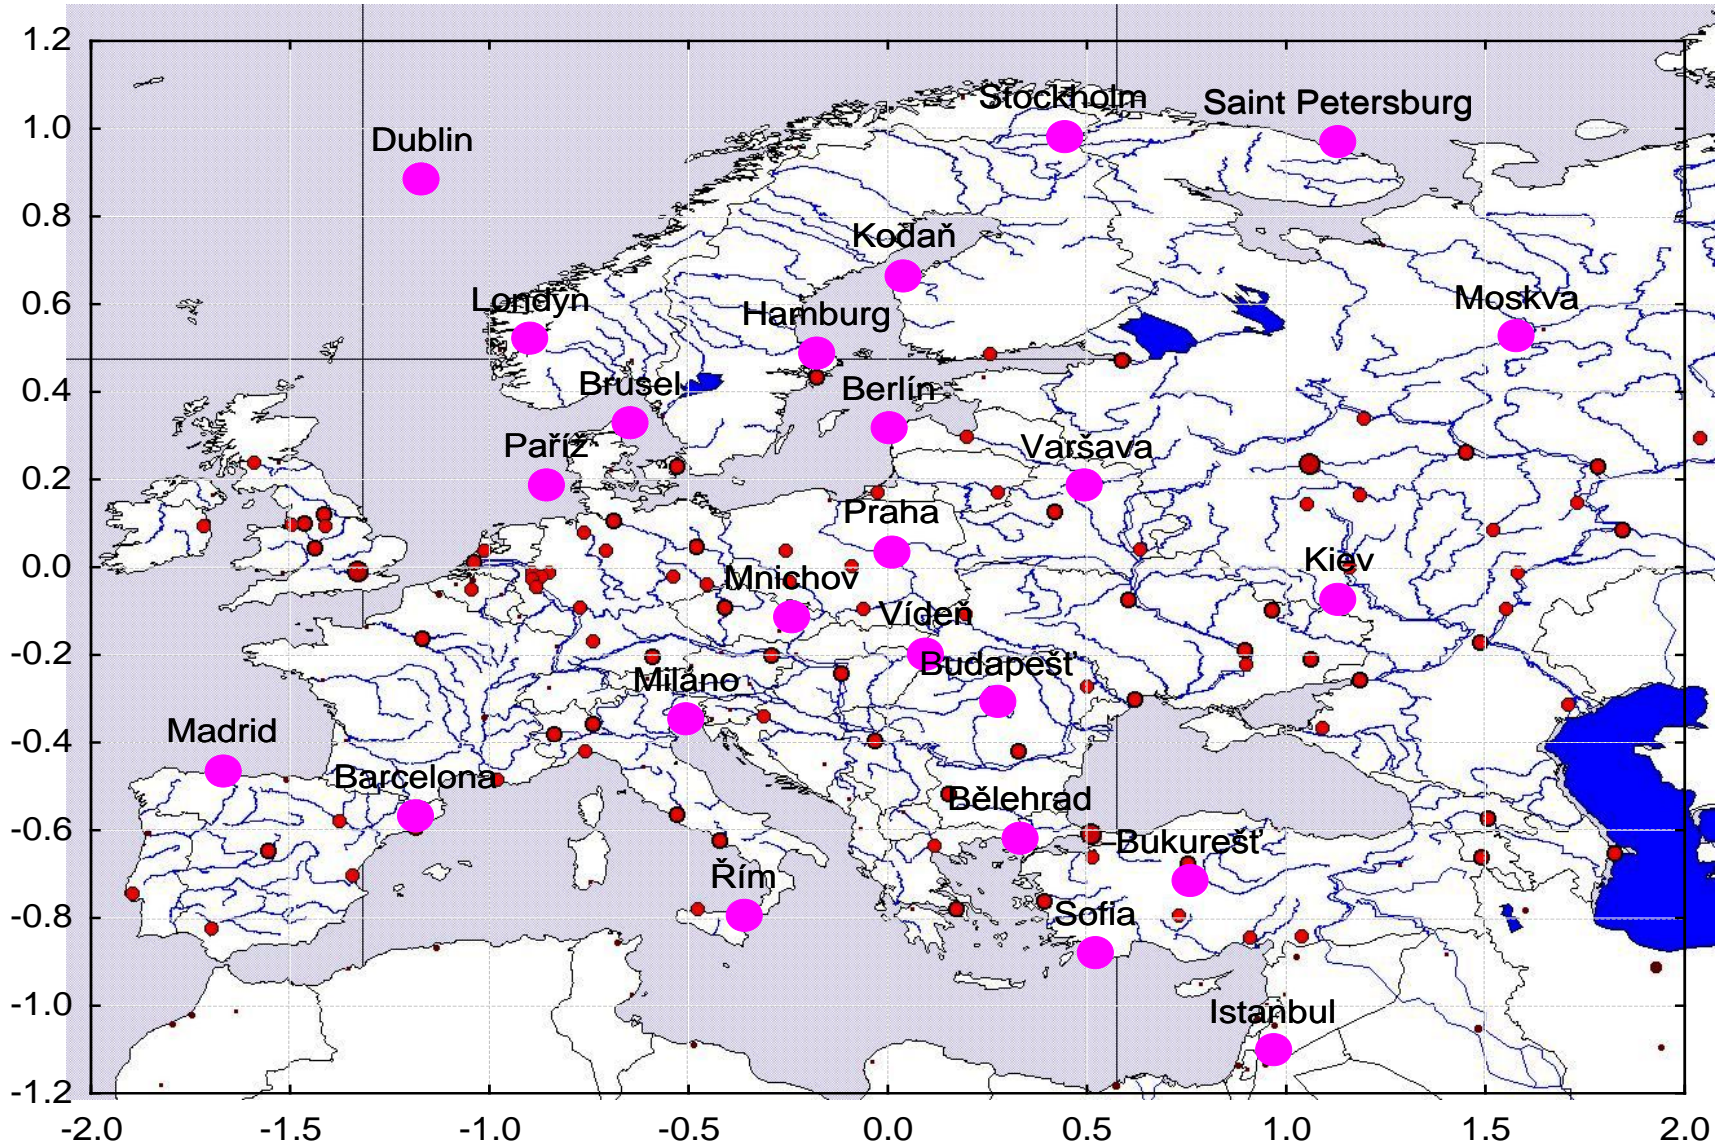 1.2
Stockholm
Saint Petersburg
1.0
Dublin
0.8
Kodaň
0.6
Londýn
Moskva
Hamburg
0.4
Brusel
Berlín
Paříž
Varšava
0.2
Praha
0.0
Kiev
Mnichov
Vídeň
-0.2
Budapešť
Miláno
-0.4
Madrid
Barcelona
Bělehrad
-0.6
Bukurešť
Řím
-0.8
Sofia
-1.0
Istanbul
-1.2
-2.0 -1.5 -1.0 -0.5 0.0 0.5 1.0 1.5 2.0